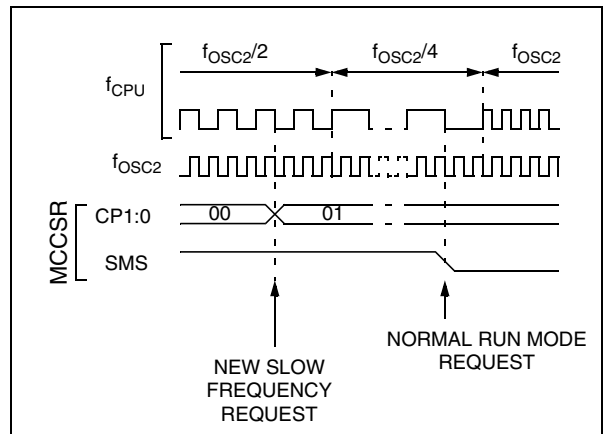 fOSC2/2 fOSC2/4 fOSC2
fCPU
fOSC2
MCCSR
CP1:0 00 01
SMS
NEW SLOW
FREQUENCY
REQUEST
NORMAL RUN MODE
REQUEST